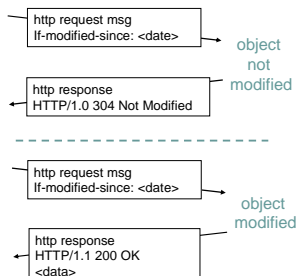 http request msg
If-modified-since: <date>
object
not
modified
http response
HTTP/1.0 304 Not Modified
http request msg
If-modified-since: <date>
object
modified
http response
HTTP/1.1 200 OK
<data>